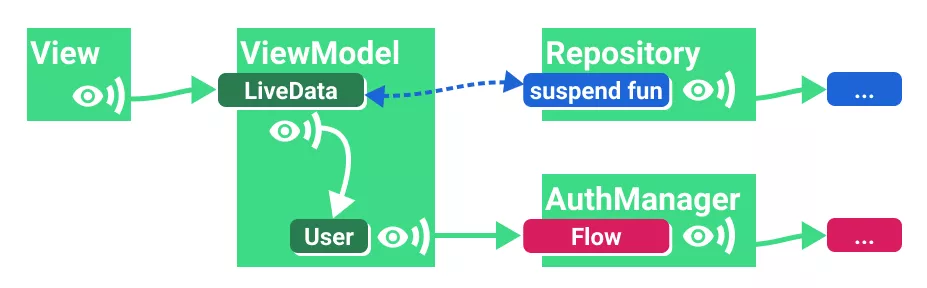 View
ViewModel
LiveData
User
Repository
suspend fun
...
AuthManager
Flow
...